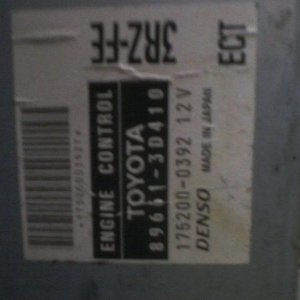 3RZ-FE ECT
ENGINE CONTROL
TOYOTA
89661-3D410
175200-0392 12V
DENSO MADE IN JAPAN